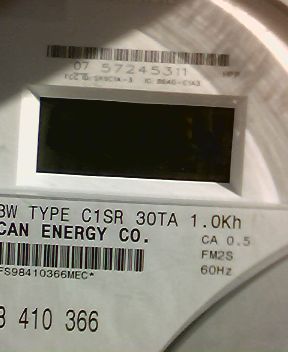 07 57245311
3W TYPE C1SR 30TA 1.0Kh
CAN ENERGY CO.
CA 0.5
FM2S
60Hz
FS98410366MEC*
8 410 366